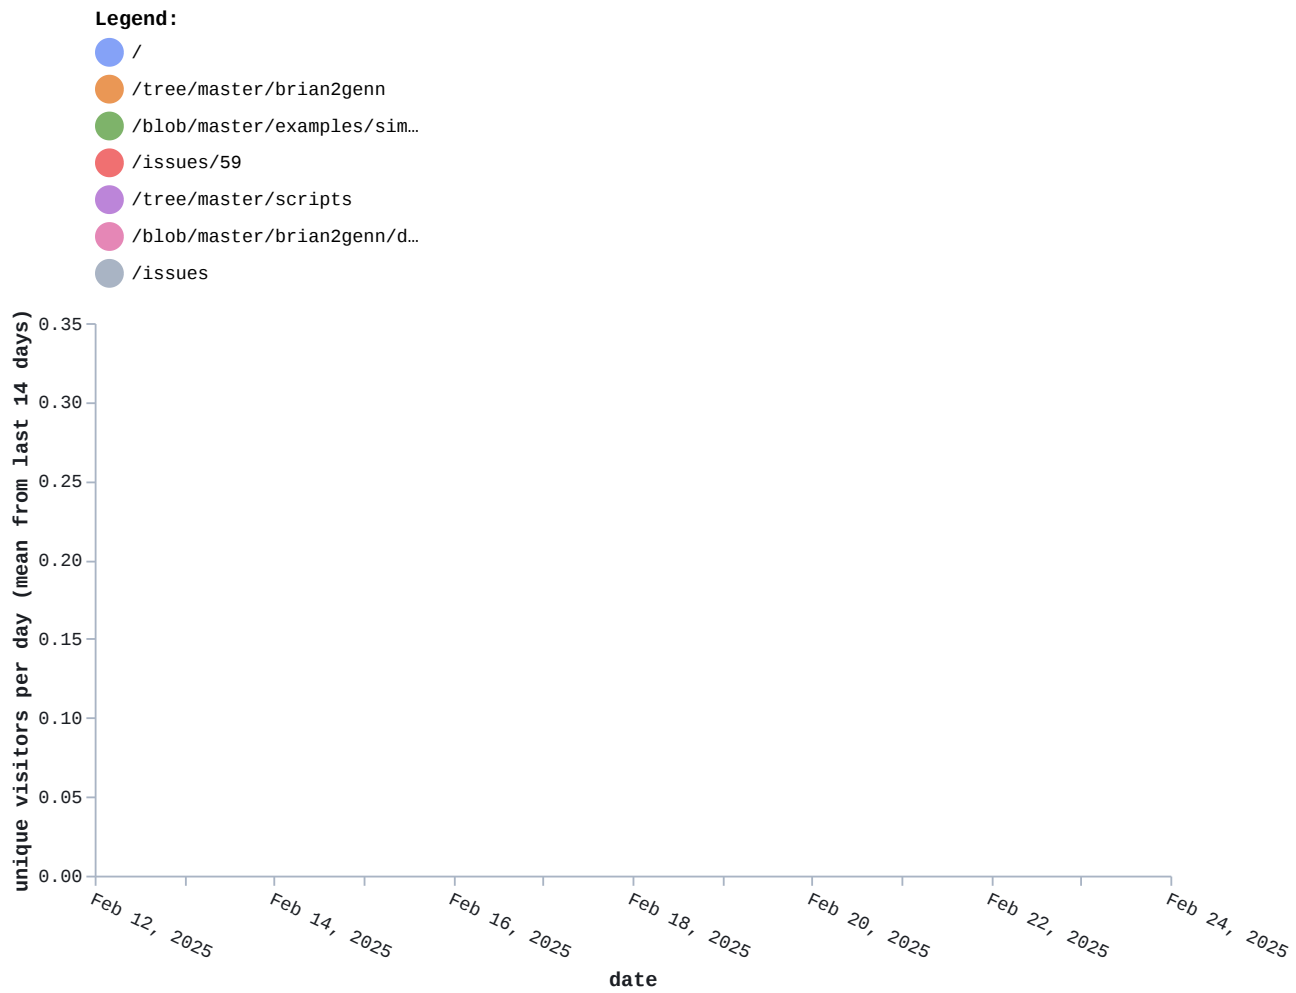 Legend:
/
/tree/master/brian2genn
/blob/master/examples/sim…
/issues/59
/tree/master/scripts
/blob/master/brian2genn/d…
/issues
unique visitors per day (mean from last 14 days)
0.35
0.30
0.25
0.20
0.15
0.10
0.05
0.00
Feb 12, 2025
Feb 14, 2025
Feb 16, 2025
Feb 18, 2025
Feb 20, 2025
Feb 22, 2025
Feb 24, 2025
date